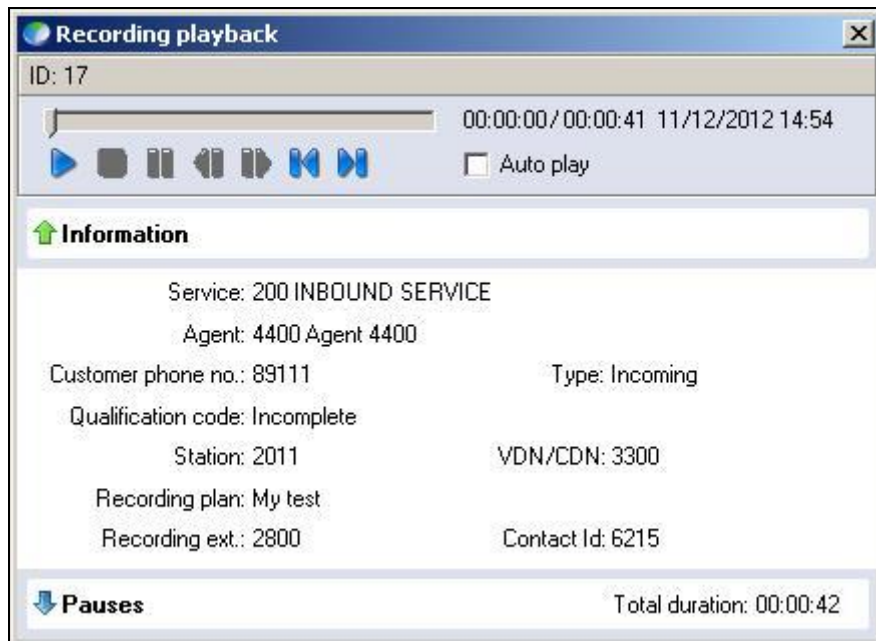 Recording playback
ID: 17
00:00:00 / 00:00:41 11/12/2012 14:54
Auto play
Information
Service: 200 INBOUND SERVICE
Agent: 4400 Agent 4400
Customer phone no.: 89111 Type: Incoming
Qualification code: Incomplete
Station: 2011 VDN/CDN: 3300
Recording plan: My test
Recording ext.: 2800 Contact Id: 6215
Pauses Total duration: 00:00:42